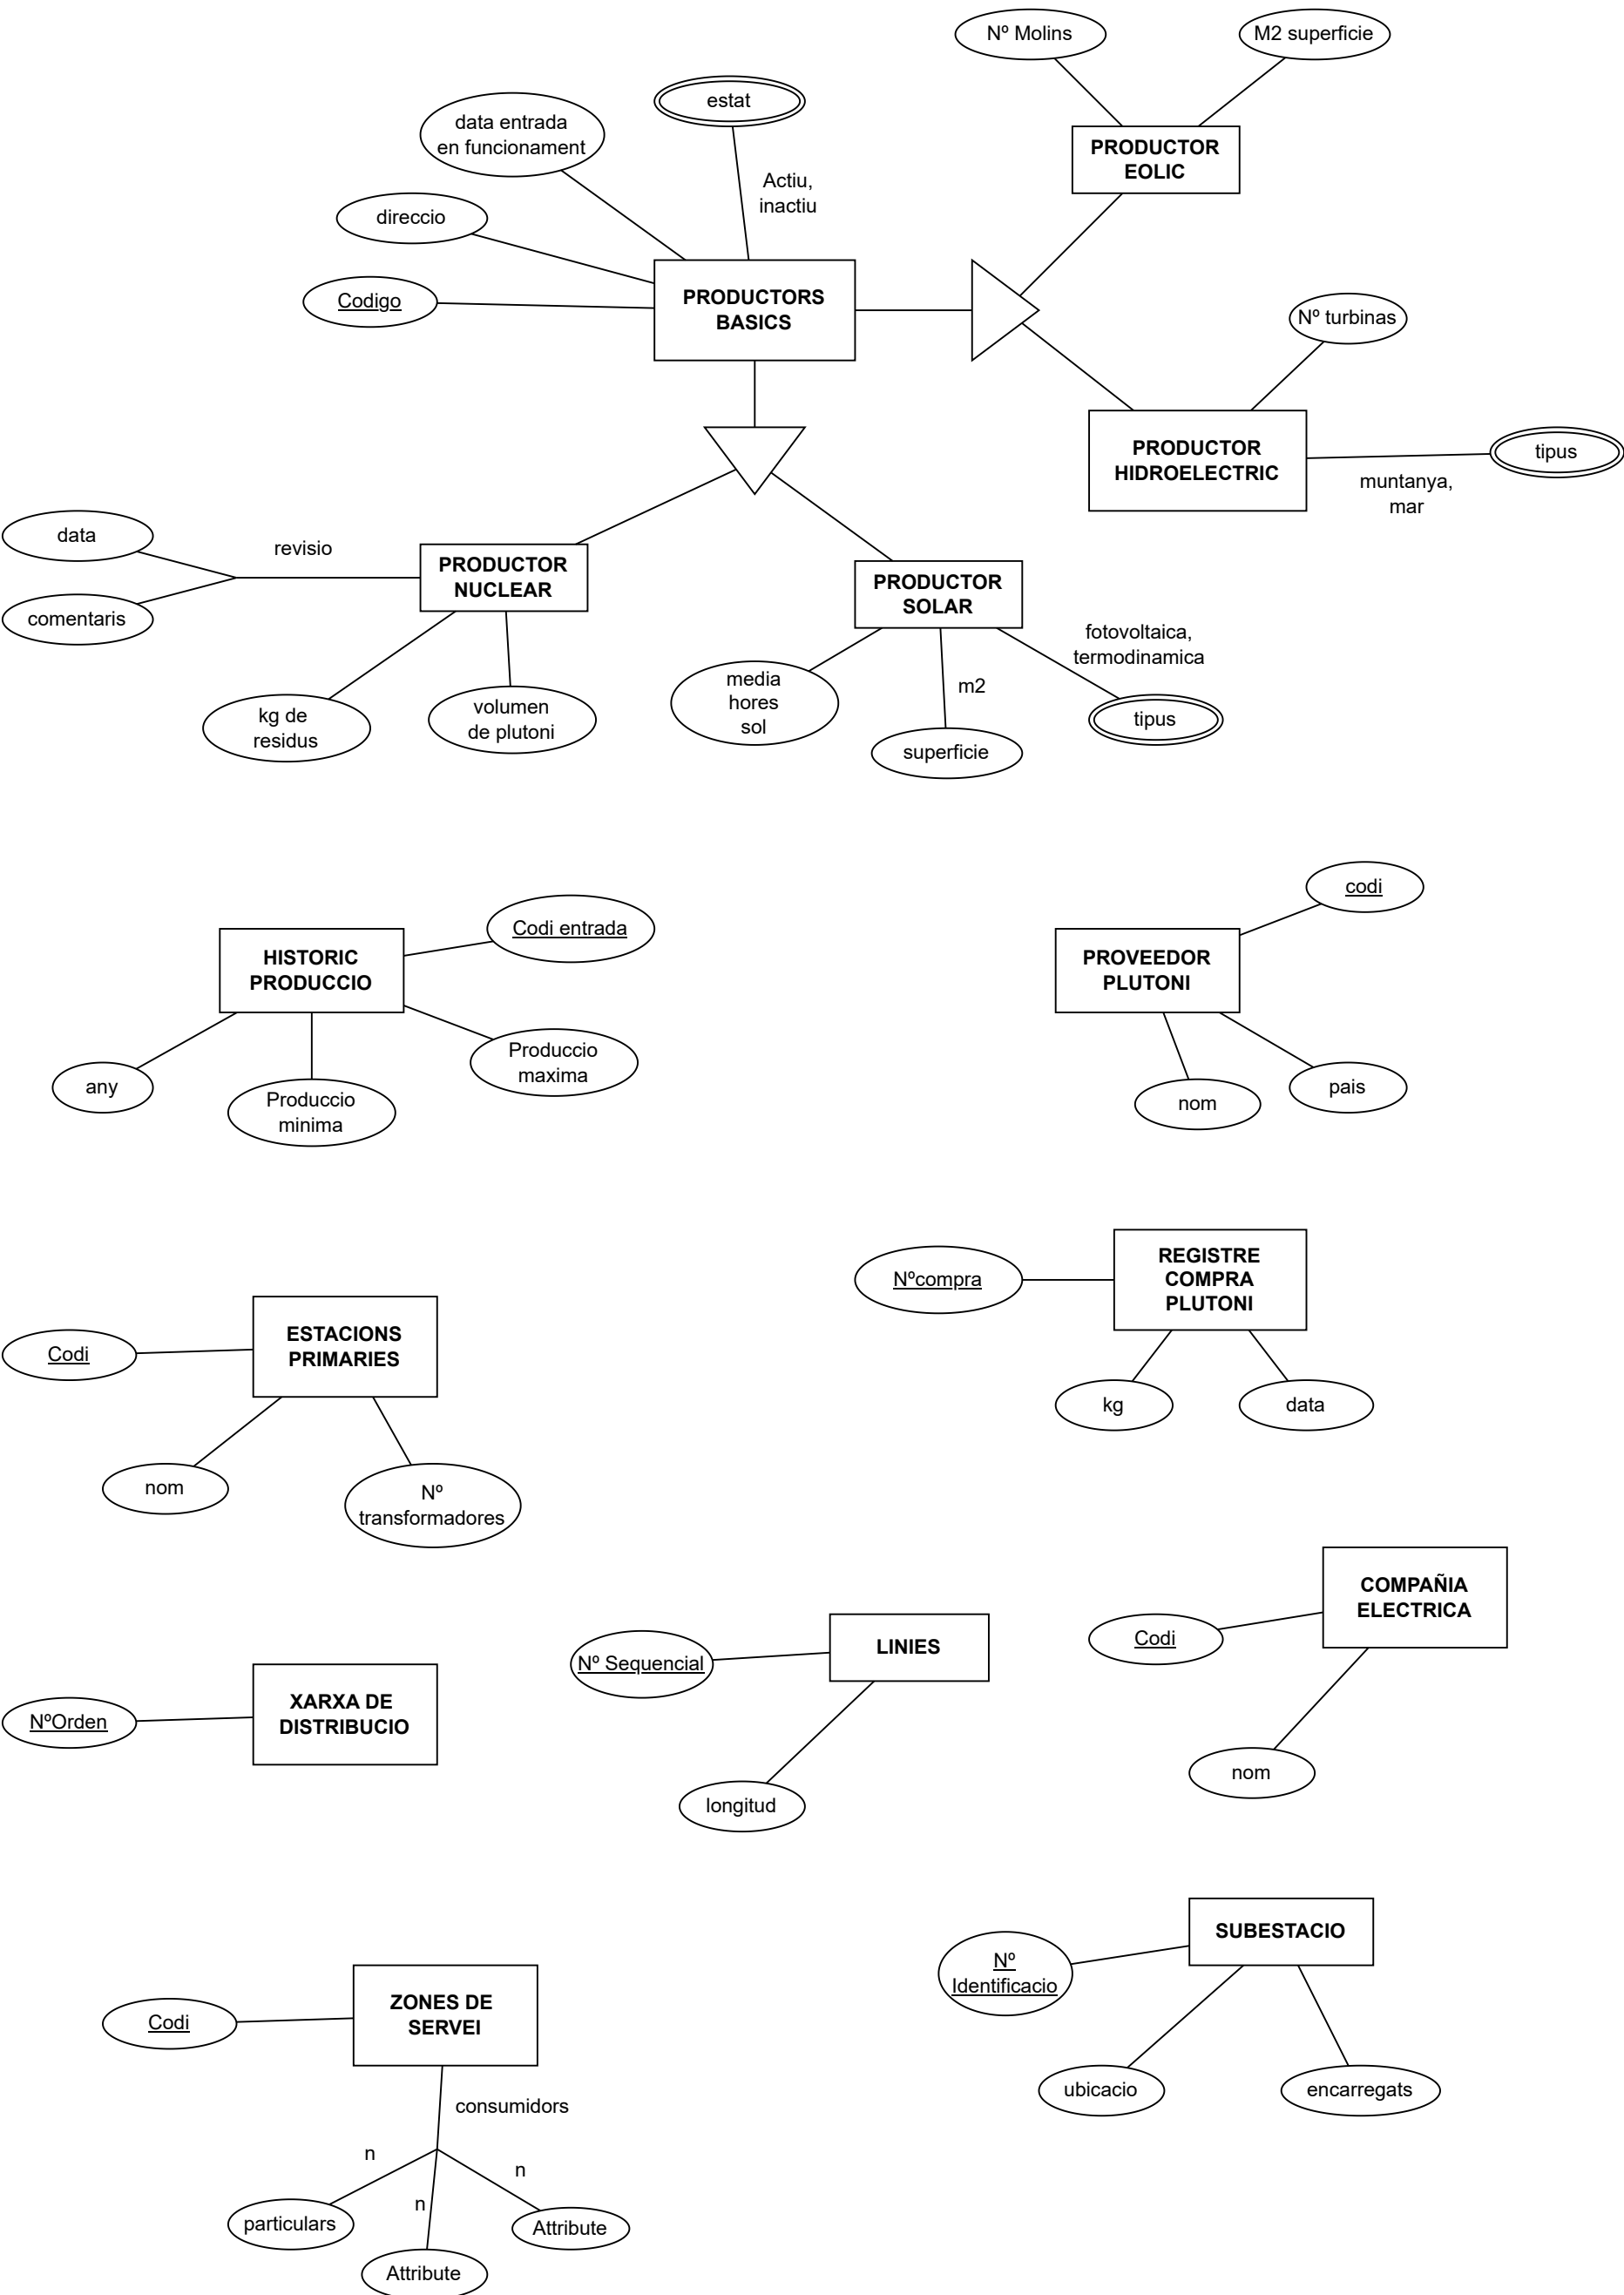 Nº Molins
M2 superficie
estat
data entrada
en funcionament
PRODUCTOR
EOLIC
Actiu,
inactiu
direccio
Codigo
PRODUCTORS
BASICS
Nº turbinas
PRODUCTOR
HIDROELECTRIC
tipus
muntanya,
mar
data
revisio
comentaris
PRODUCTOR
NUCLEAR
PRODUCTOR
SOLAR
fotovoltaica,
termodinamica
kg de
residus
volumen
de plutoni
media
hores
sol
m2
superficie
tipus
codi
Codi entrada
HISTORIC
PRODUCCIO
PROVEEDOR
PLUTONI
any
Produccio
minima
Produccio
maxima
nom
pais
Nºcompra
REGISTRE
COMPRA
PLUTONI
Codi
ESTACIONS
PRIMARIES
kg
data
nom
Nº
transformadores
COMPAÑIA
ELECTRICA
Codi
LINIES
Nº Sequencial
NºOrden
XARXA DE
DISTRIBUCIO
nom
longitud
SUBESTACIO
Nº
Identificacio
Codi
ZONES DE
SERVEI
ubicacio
encarregats
consumidors
n
n
n
particulars
Attribute
Attribute